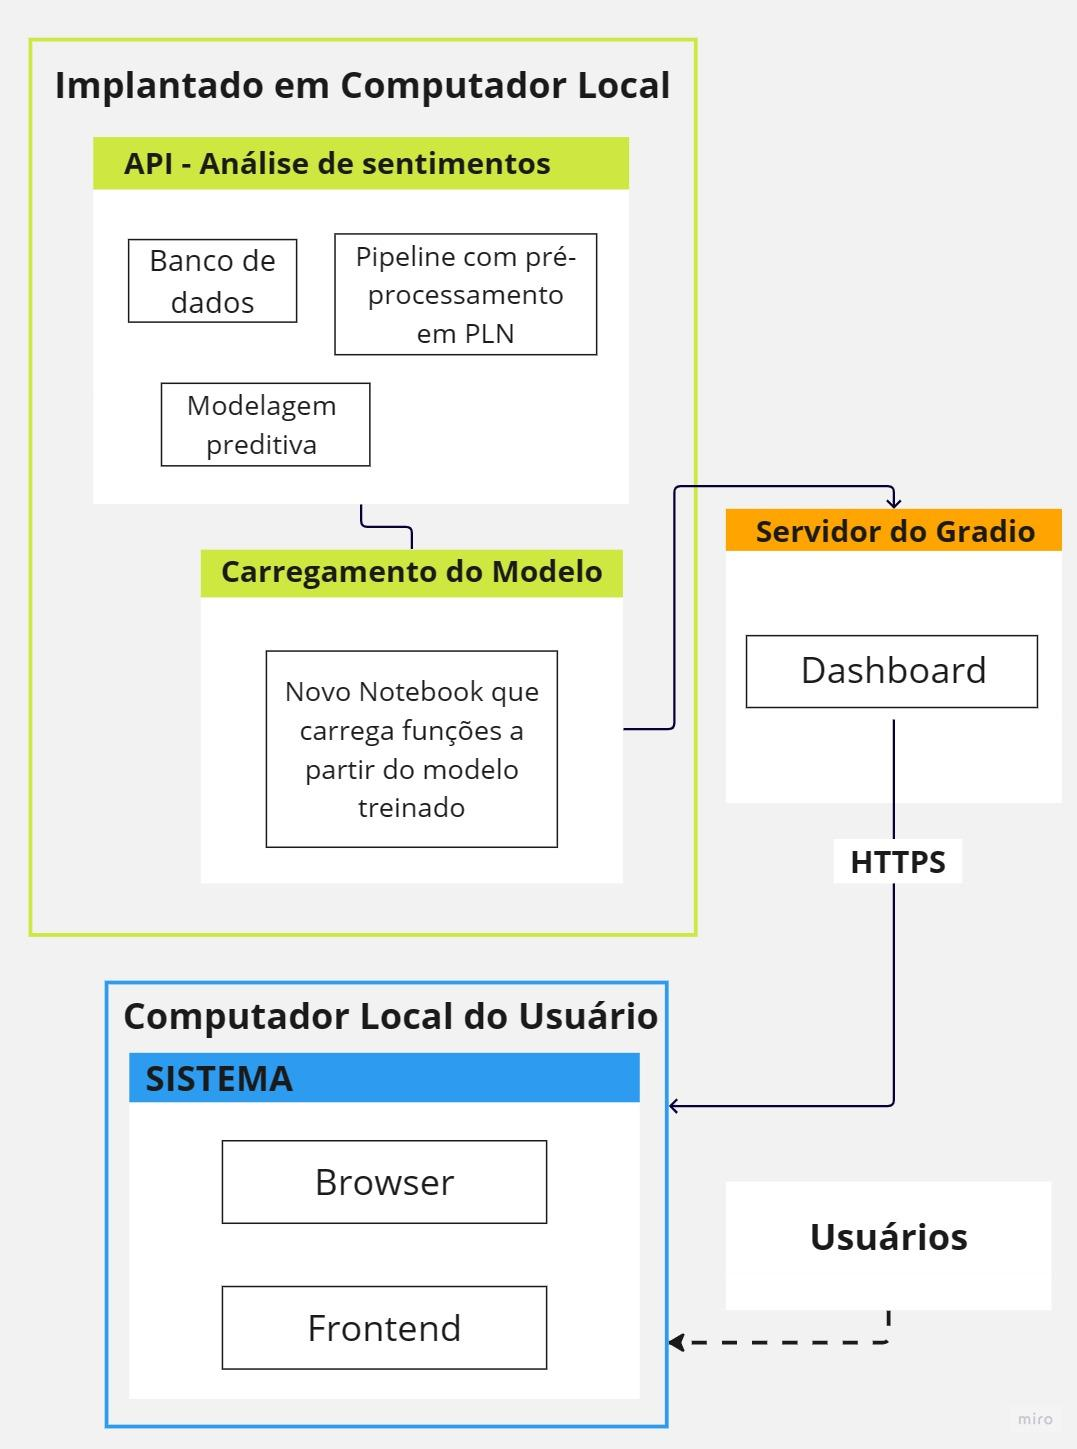 Implantado em Computador Local
API - Análise de sentimentos
Banco de
dados
Pipeline com pré-
processamento
em PLN
Modelagem
preditiva
Carregamento do Modelo
Novo Notebook que
carrega funções a
partir do modelo
treinado
Servidor do Gradio
Dashboard
HTTPS
Computador Local do Usuário
SISTEMA
Browser
Frontend
Usuários
miro